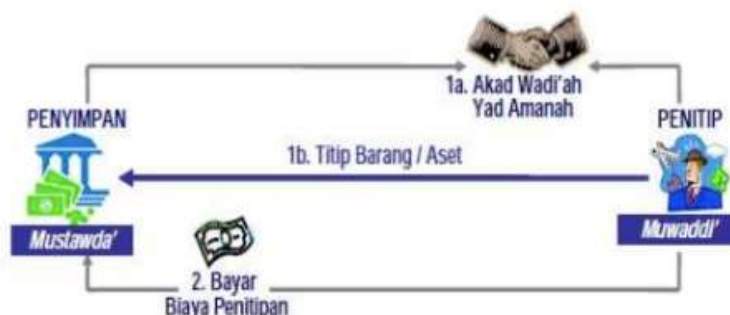 1a. Akad Wadi'ah
Yad Amanah
PENYIMPAN
PENITIP
1b. Titip Barang / Aset
Mustawda'
Muwaddi'
2. Bayar
Biaya Penitipan